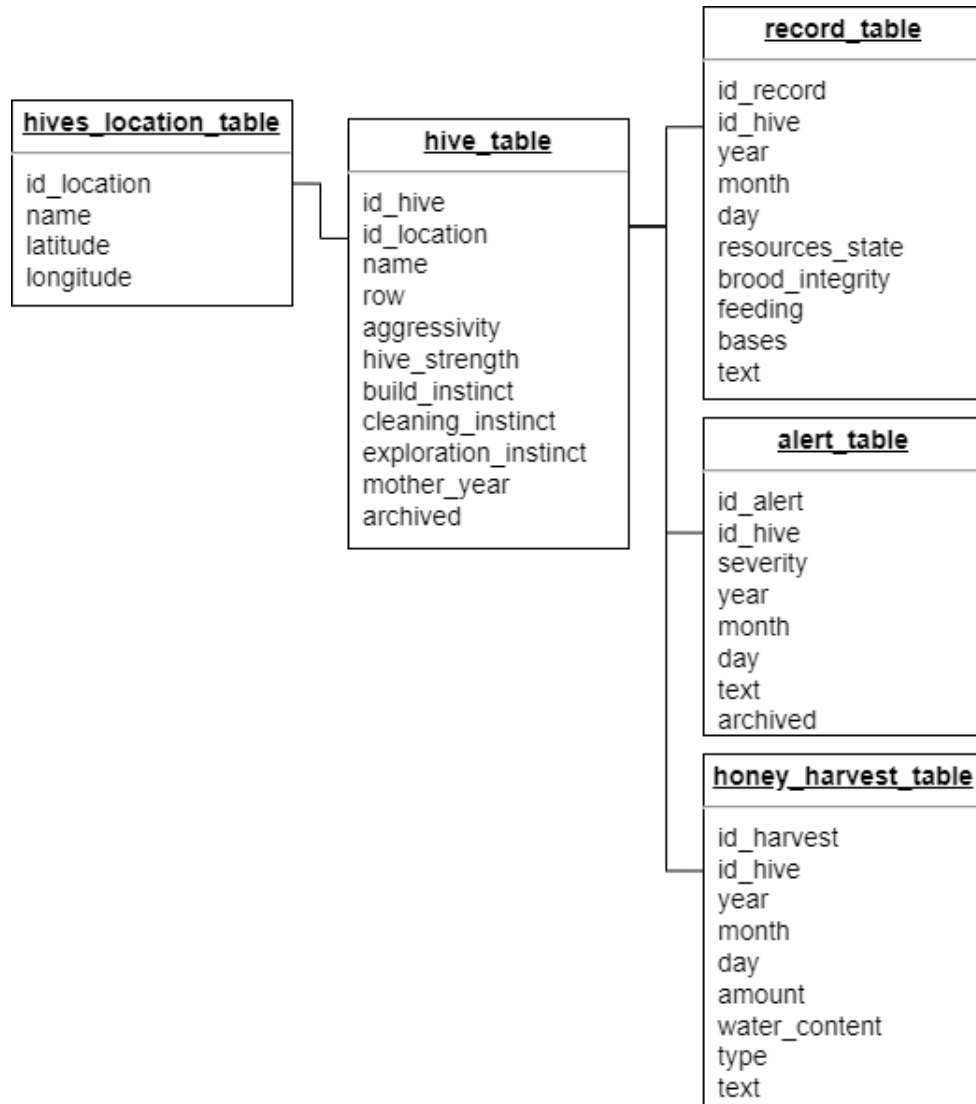 hives_location_table
id_location
name
latitude
longitude
hive_table
id_hive
id_location
name
row
aggressivity
hive_strength
build_instinct
cleaning_instinct
exploration_instinct
mother_year
archived
record_table
id_record
id_hive
year
month
day
resources_state
brood_integrity
feeding
bases
text
alert_table
id_alert
id_hive
severity
year
month
day
text
archived
honey_harvest_table
id_harvest
id_hive
year
month
day
amount
water_content
type
text